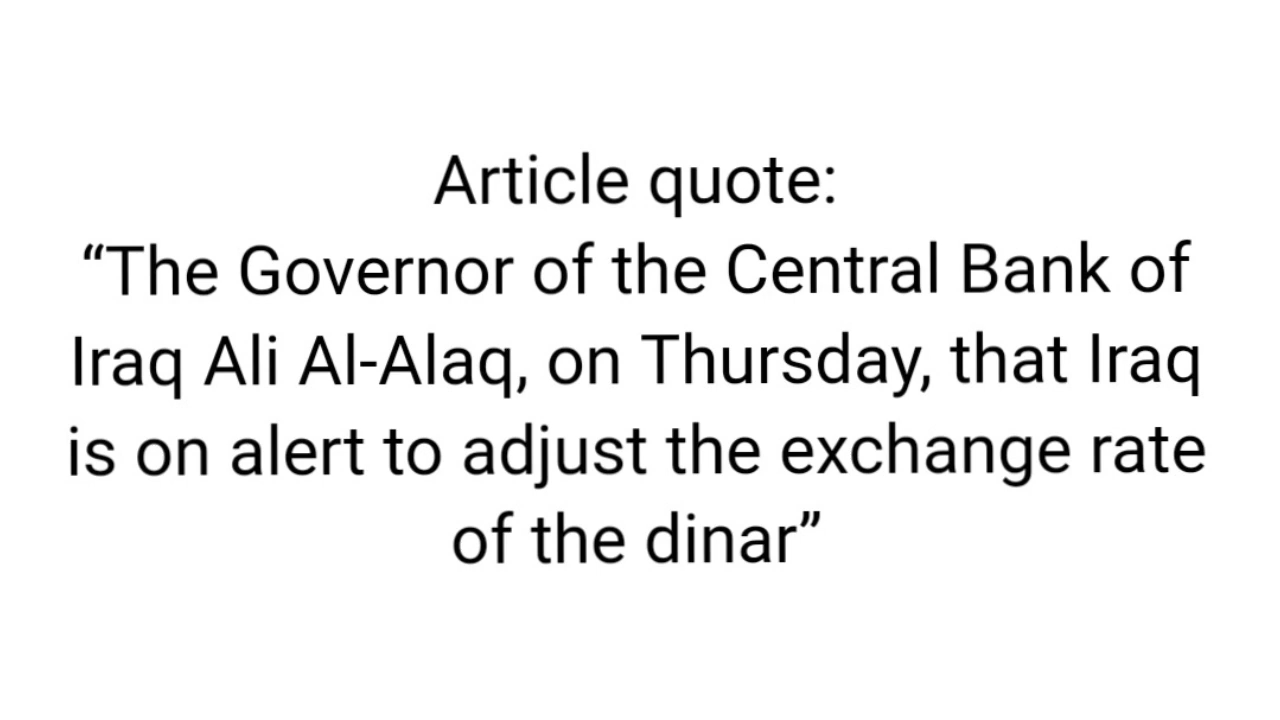 Article quote:
“The Governor of the Central Bank of
Iraq Ali Al-Alaq, on Thursday, that Iraq
is on alert to adjust the exchange rate
of the dinar”